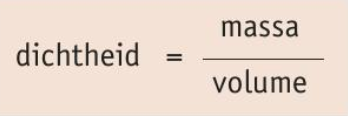 massa
dichtheid =
volume